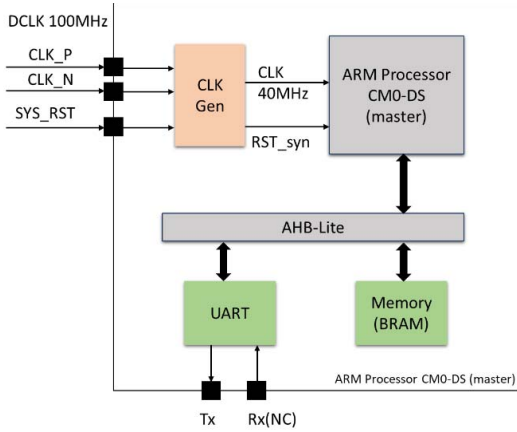 DCLK 100MHz
CLK_P
CLK_N
SYS_RST
CLK
Gen
CLK
40MHz
RST_syn
ARM Processor
CM0-DS
(master)
AHB-Lite
UART
Memory
(BRAM)
ARM Processor CM0-DS (master)
Tx
Rx(NC)